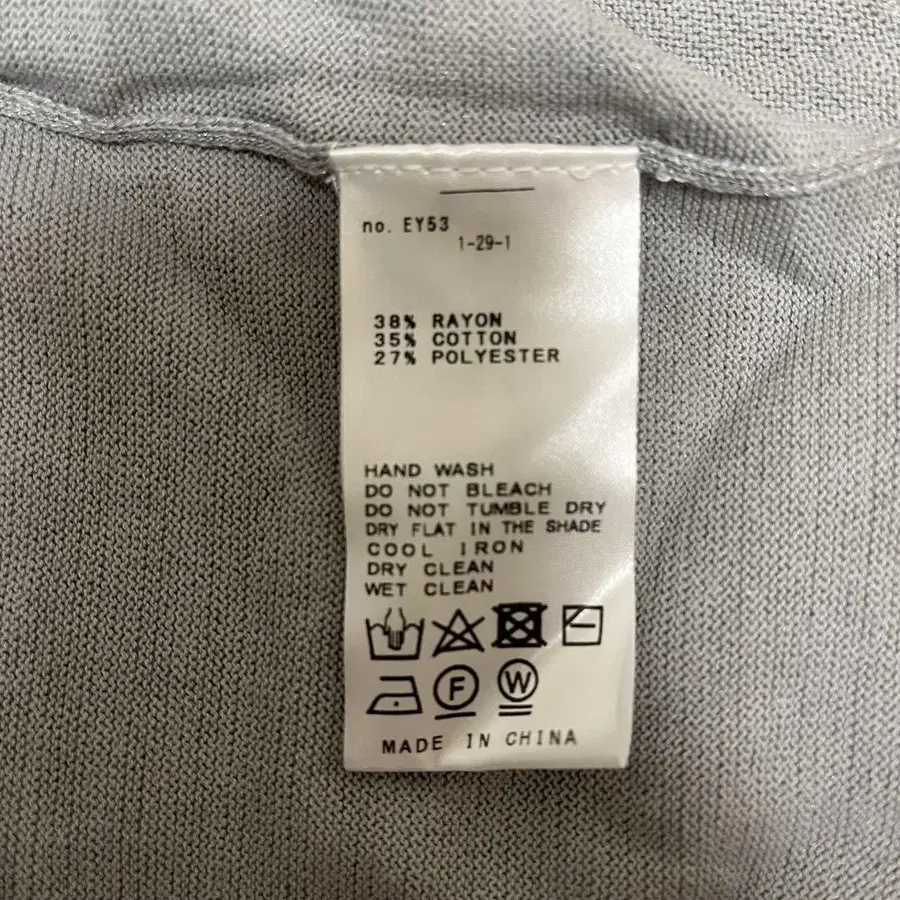 no. EY53
1-29-1
38% RAYON
35% COTTON
27% POLYESTER
HAND WASH
DO NOT BLEACH
DO NOT TUMBLE DRY
DRY FLAT IN THE SHADE
COOL IRON
DRY CLEAN
WET CLEAN
F W
MADE IN CHINA